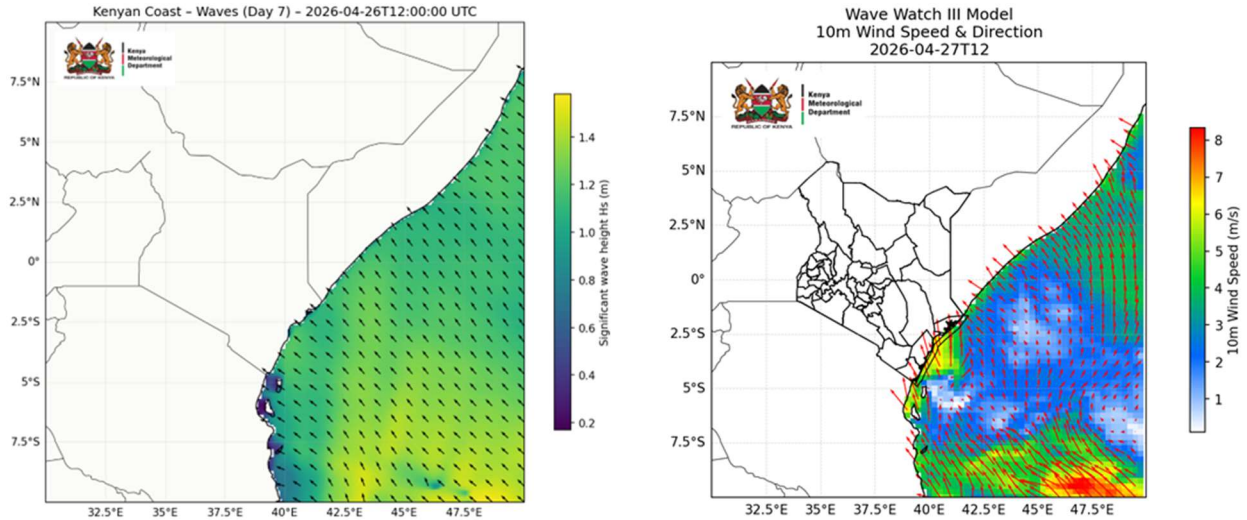 Kenyan Coast – Waves (Day 7) – 2026-04-26T12:00:00 UTC
Kenya
Meteorological
Department
REPUBLIC OF KENYA
7.5°N
5°N
2.5°N
0°
2.5°S
5°S
7.5°S
32.5°E
35°E
37.5°E
40°E
42.5°E
45°E
47.5°E
1.4
1.2
1.0
0.8
0.6
0.4
0.2
Significant wave height Hs (m)
Wave Watch III Model
10m Wind Speed & Direction
2026-04-27T12
Kenya
Meteorological
Department
REPUBLIC OF KENYA
7.5°N
5°N
2.5°N
0°
2.5°S
5°S
7.5°S
32.5°E
35°E
37.5°E
40°E
42.5°E
45°E
47.5°E
8
7
6
5
4
3
2
1
10m Wind Speed (m/s)